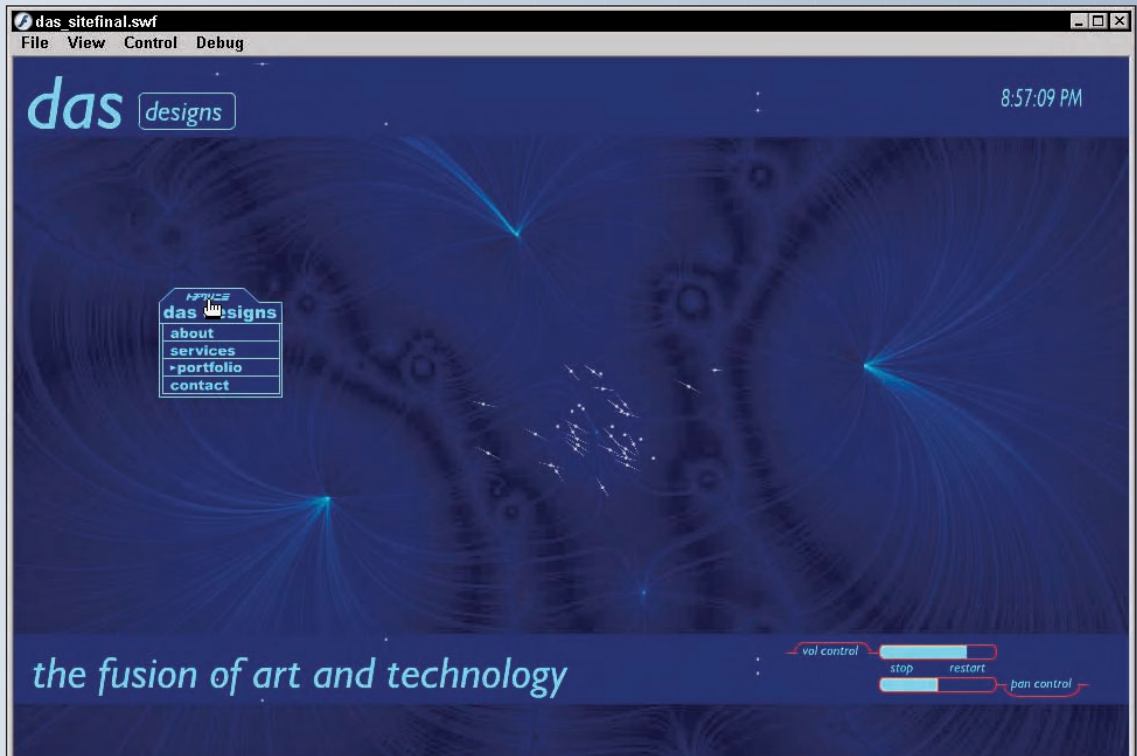 das_sitefinal.swf
File View Control Debug
das designs
8:57:09 PM
das designs
about
services
portfolio
contact
the fusion of art and technology
vol control
stop restart
pan control